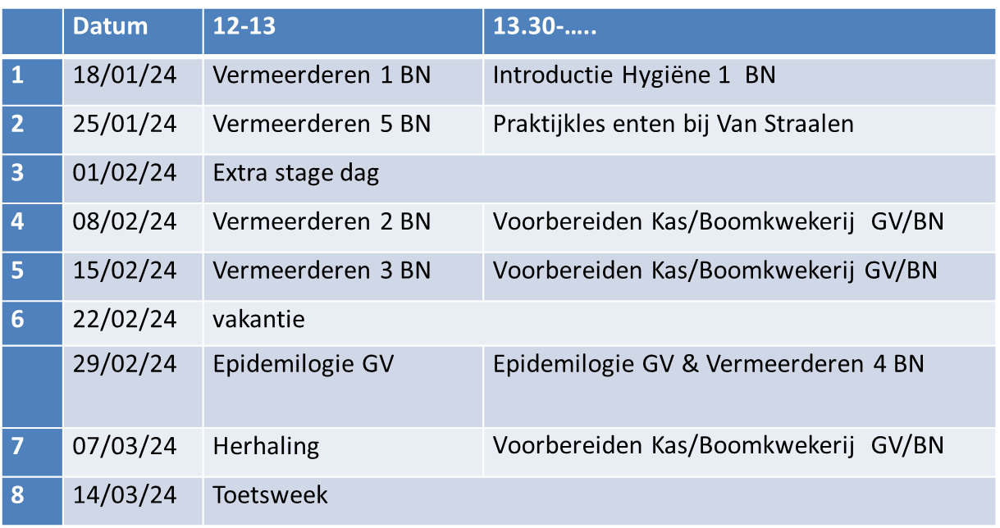 Datum 12-13 13.30-…..
1 18/01/24 Vermeerderen 1 BN Introductie Hygiëne 1  BN
2 25/01/24 Vermeerderen 5 BN Praktijkles enten bij Van Straalen
3 01/02/24 Extra stage dag
4 08/02/24 Vermeerderen 2 BN Voorbereiden Kas/Boomkwekerij  GV/BN
5 15/02/24 Vermeerderen 3 BN Voorbereiden Kas/Boomkwekerij GV/BN
6 22/02/24 vakantie
29/02/24 Epidemilogie GV Epidemilogie GV & Vermeerderen 4 BN
7 07/03/24 Herhaling Voorbereiden Kas/Boomkwekerij  GV/BN
8 14/03/24 Toetsweek